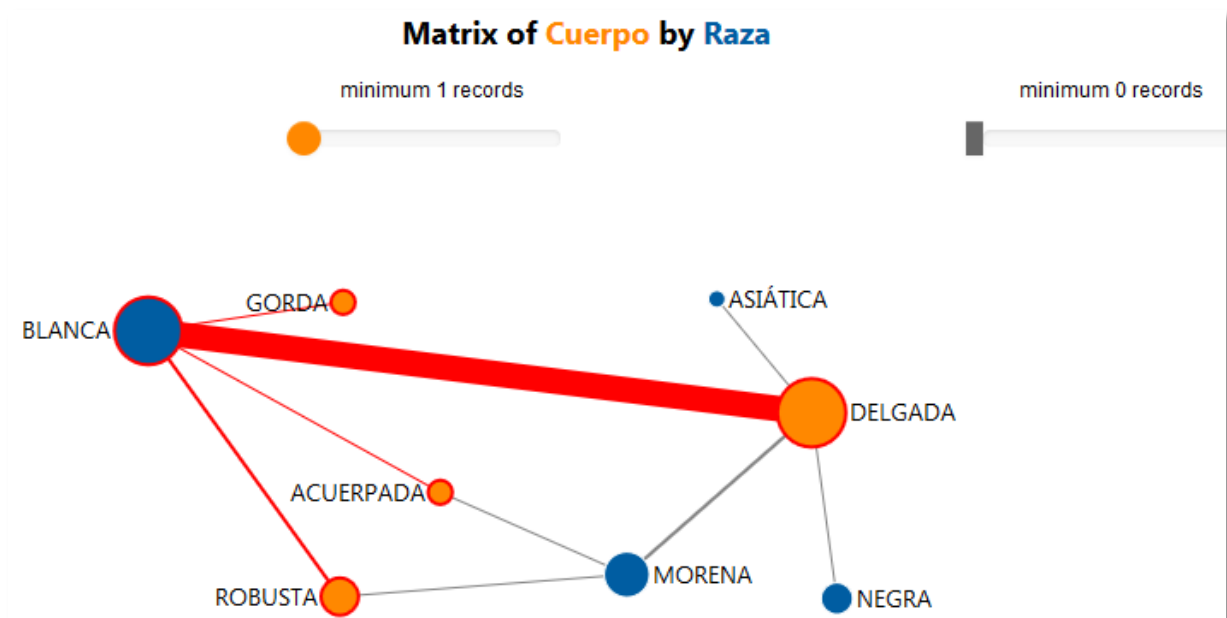 Matrix of Cuerpo by Raza
minimum 1 records
minimum 0 records
GORDA
ASIÁTICA
BLANCA
DELGADA
ACUERPADA
MORENA
ROBUSTA
NEGRA